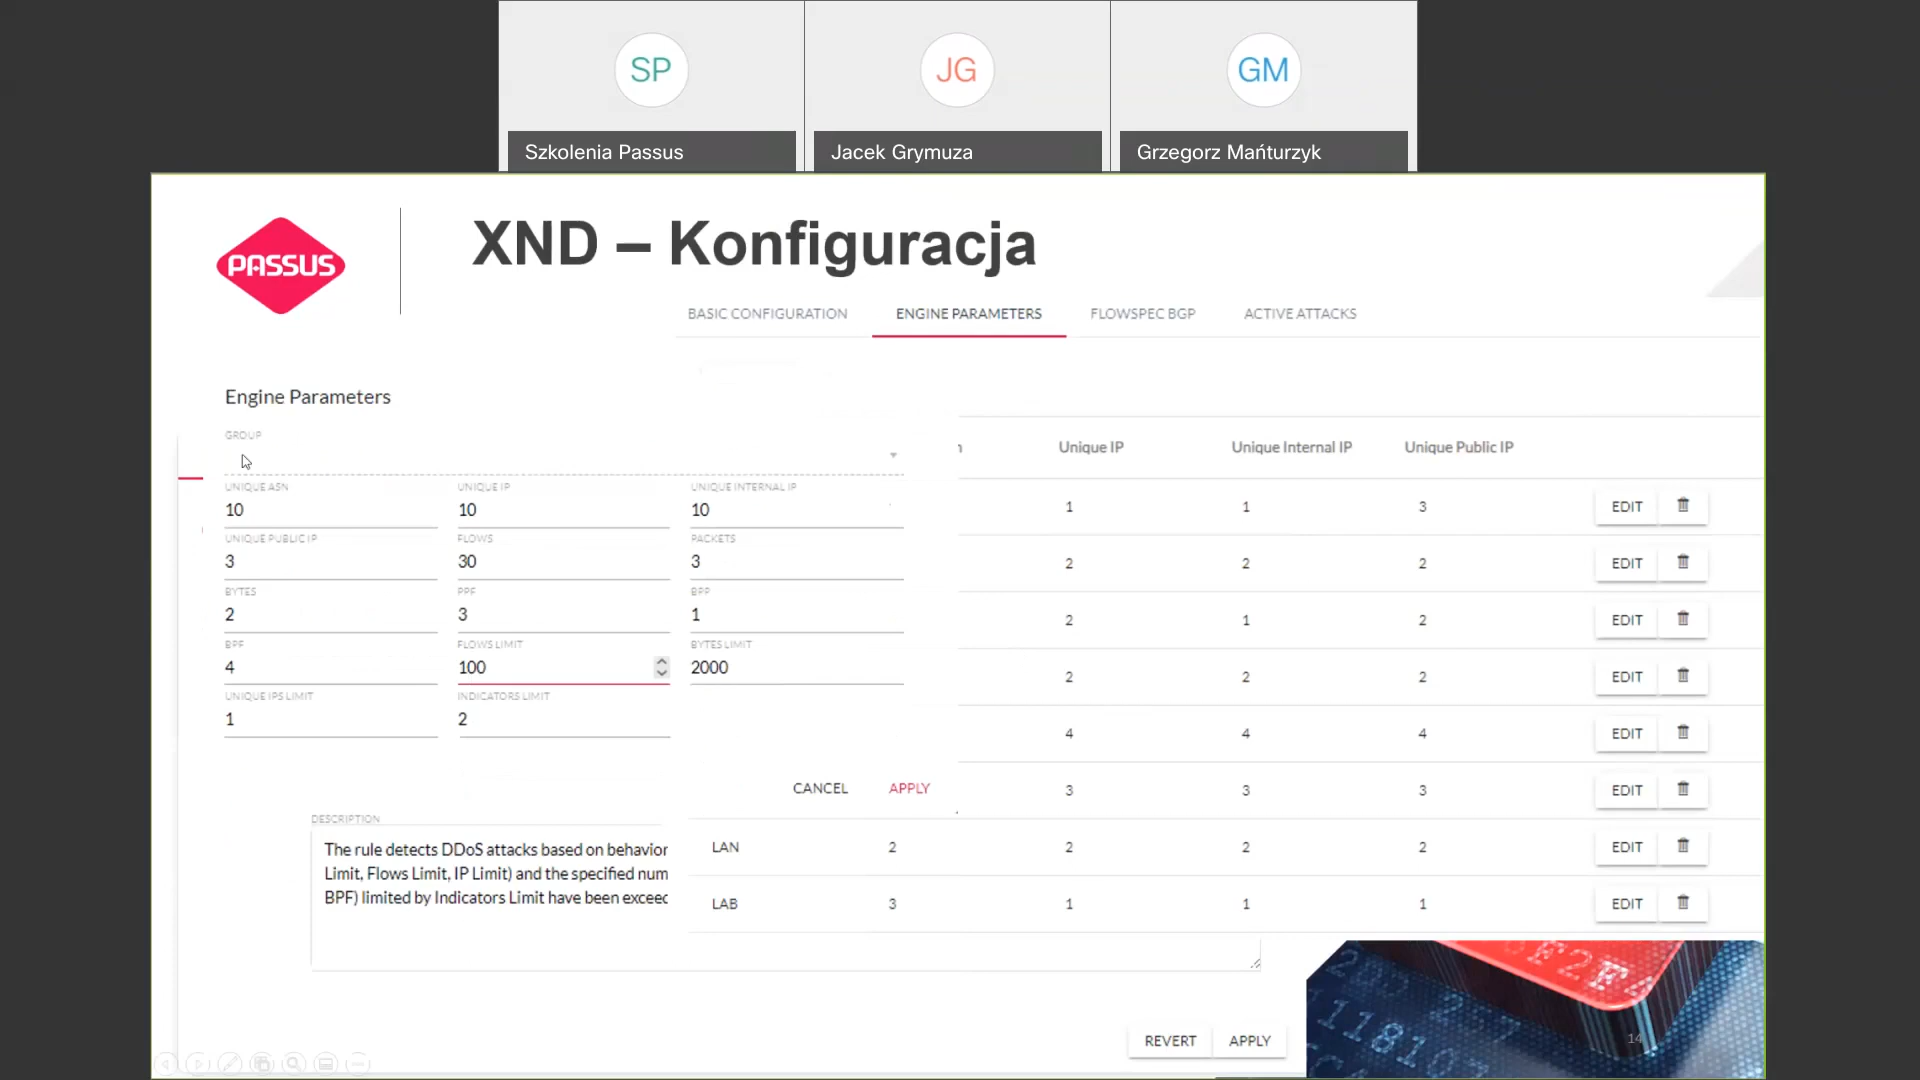 SP
JG
GM
Szkolenia Passus
Jacek Grymuza
Grzegorz Mańturzyk
PASSUS
XND – Konfiguracja
BASIC CONFIGURATION
ENGINE PARAMETERS
FLOWSPEC BGP
ACTIVE ATTACKS
Engine Parameters
GROUP
UNIQUE ASN UNIQUE IP UNIQUE INTERNAL IP
10 10 10
UNIQUE PUBLIC IP FLOWS PACKETS
3 30 3
BYTES PPF BPP
2 3 1
BPF FLOWS LIMIT BYTES LIMIT
4 100 2000
UNIQUE IPS LIMIT INDICATORS LIMIT
1 2
CANCEL APPLY
Unique IP Unique Internal IP Unique Public IP
1 1 3 EDIT
2 2 2 EDIT
2 1 2 EDIT
2 2 2 EDIT
4 4 4 EDIT
3 3 3 EDIT
LAN 2 2 2 2 EDIT
LAB 3 1 1 1 EDIT
DESCRIPTION
The rule detects DDoS attacks based on behavior
Limit, Flows Limit, IP Limit) and the specified num
BPF) limited by Indicators Limit have been exceed
REVERT APPLY
F2F
118107
14